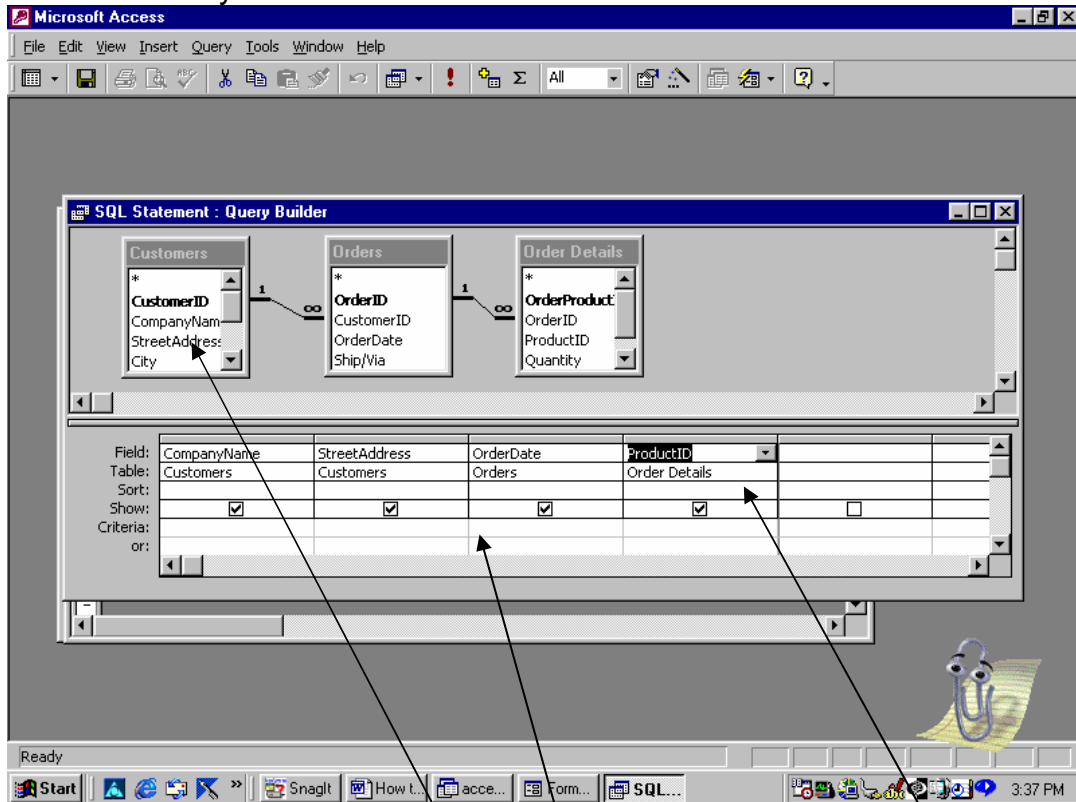 Microsoft Access
File Edit View Insert Query Tools Window Help
ABC Σ All
SQL Statement : Query Builder
Customers Orders Order Details
* * *
CustomerID 1 OrderID 1 OrderProduct
CompanyNam ∞ CustomerID ∞ OrderID
StreetAddress OrderDate ProductID
City Ship/Via Quantity
Field: CompanyName StreetAddress OrderDate ProductID
Table: Customers Customers Orders Order Details
Sort:
Show:
Criteria:
or:
Ready
Start » SnagIt How t... acce... Form... SQL... 3:37 PM